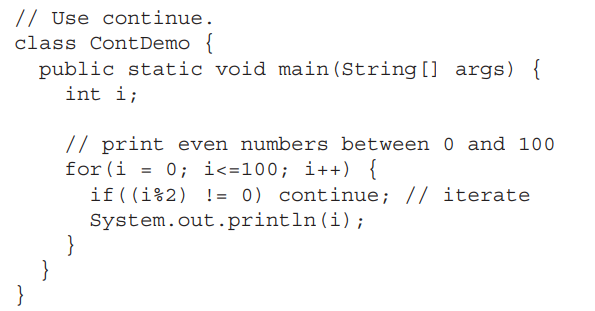 // Use continue.
class ContDemo {
  public static void main(String[] args) {
    int i;

    // print even numbers between 0 and 100
    for(i = 0; i<=100; i++) {
      if((i%2) != 0) continue; // iterate
      System.out.println(i);
    }
  }
}